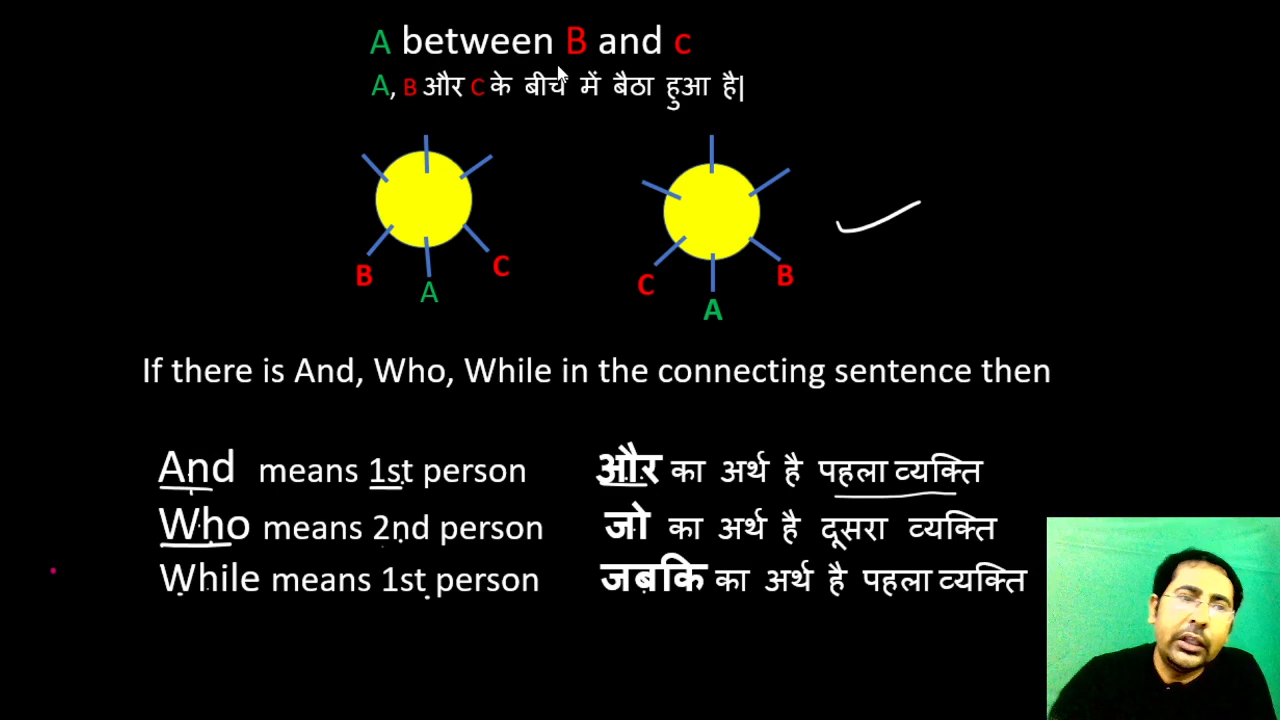 A between B and c
A, B और C के बीच में बैठा हुआ है|
B A C
C A B
If there is And, Who, While in the connecting sentence then
And means 1st person और का अर्थ है पहला व्यक्ति
Who means 2nd person जो का अर्थ है दूसरा व्यक्ति
While means 1st person जबकि का अर्थ है पहला व्यक्ति